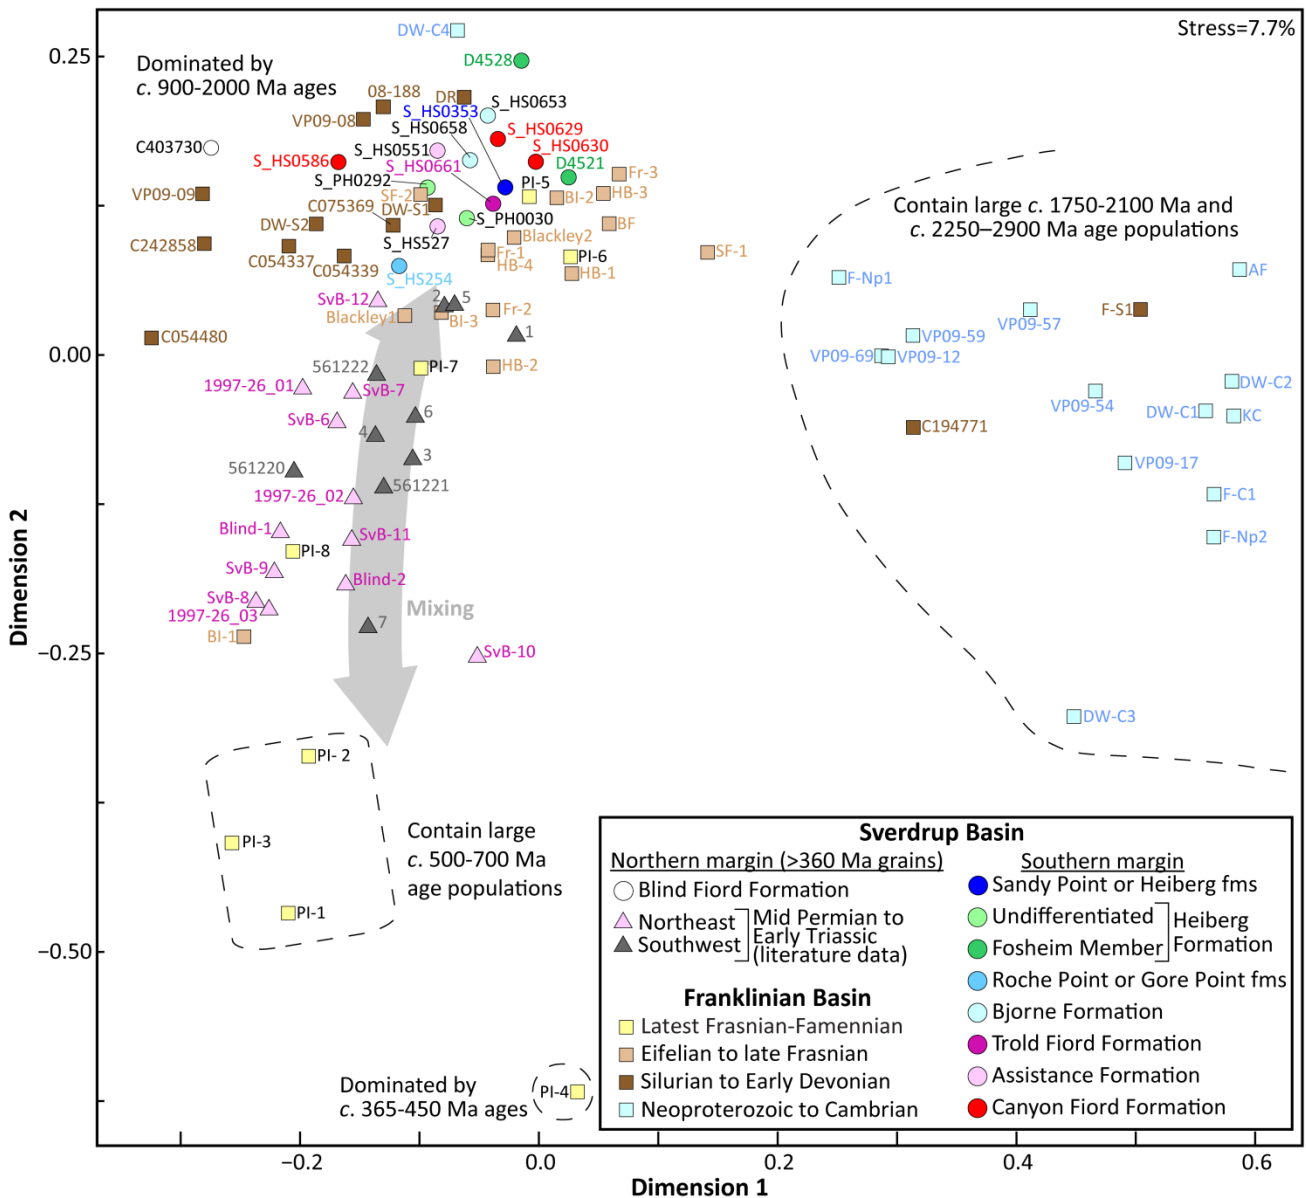 Stress=7.7%
DW-C4
0.25
D4528
Dominated by
c. 900-2000 Ma ages
08-188
DR
S_HS0653
S_HS0353
VP09-08
S_HS0658
S_HS0629
C403730
S_HS0551
S_HS0630
S_HS0586
S_HS0661
D4521
Fr-3
S_PH0292
PI-5
VP09-09
SF-2
BI-2
HB-3
C075369
DW-S1
Contain large c. 1750-2100 Ma and
c. 2250–2900 Ma age populations
DW-S2
S_PH0030
BF
C242858
S_HS527
Blackley2
Fr-1
SF-1
C054337
C054339
HB-4
PI-6
HB-1
AF
S_HS254
F-Np1
SvB-12
2
5
Blackley1
BI-3
Fr-2
F-S1
VP09-57
C054480
1
VP09-59
VP09-69
VP09-12
0.00
561222
PI-7
HB-2
1997-26_01
SvB-7
DW-C2
VP09-54
DW-C1
KC
SvB-6
6
4
C194771
3
561220
VP09-17
561221
1997-26_02
F-C1
Blind-1
SvB-11
F-Np2
PI-8
SvB-9
Blind-2
SvB-8
1997-26_03
Mixing
7
BI-1
SvB-10
−0.25
DW-C3
PI- 2
PI-3
Contain large
c. 500-700 Ma
age populations
PI-1
−0.50
Dominated by
c. 365-450 Ma ages
PI-4
Dimension 2
Sverdrup Basin
Northern margin (>360 Ma grains)
Blind Fiord Formation
Northeast
Southwest
Mid Permian to
Early Triassic
(literature data)
Franklinian Basin
Latest Frasnian-Famennian
Eifelian to late Frasnian
Silurian to Early Devonian
Neoproterozoic to Cambrian
Southern margin
Sandy Point or Heiberg fms
Undifferentiated
Fosheim Member
Heiberg
Formation
Roche Point or Gore Point fms
Bjorne Formation
Trold Fiord Formation
Assistance Formation
Canyon Fiord Formation
−0.2
0.0
0.2
0.4
0.6
Dimension 1